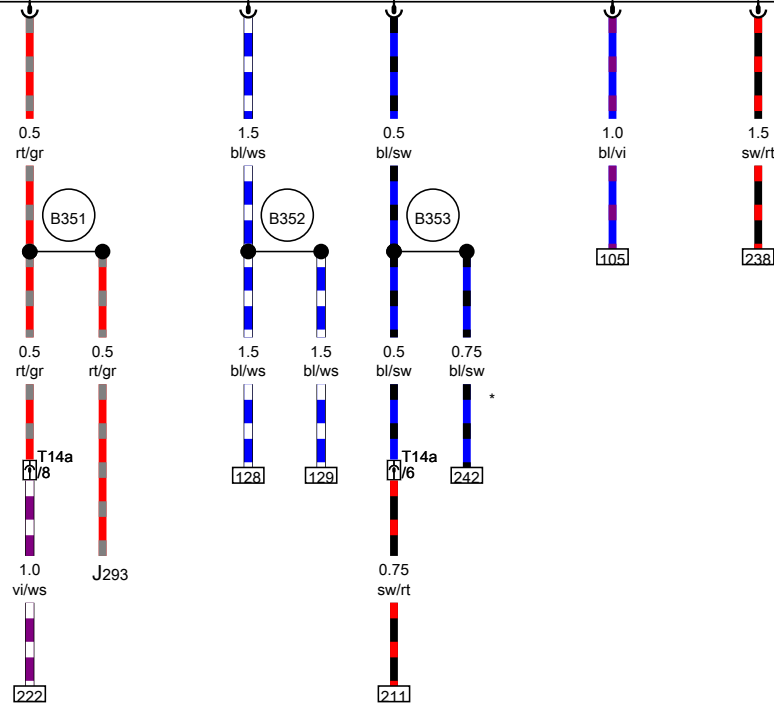 0.5
rt/gr
1.5
bl/ws
0.5
bl/sw
1.0
bl/vi
1.5
sw/rt
B351
B352
B353
105
238
0.5
rt/gr
0.5
rt/gr
1.5
bl/ws
1.5
bl/ws
0.5
bl/sw
0.75
bl/sw
*
T14a
/8
128
129
T14a
/6
242
1.0
vi/ws
J293
0.75
sw/rt
222
211